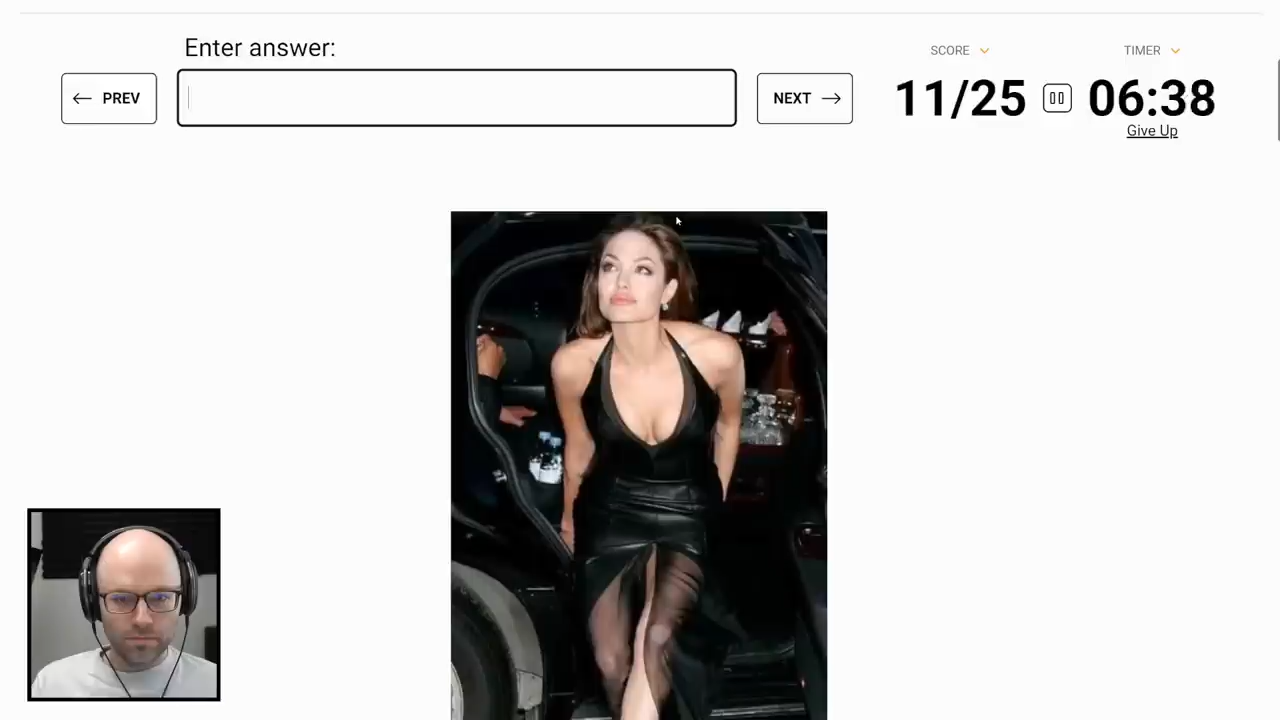 Enter answer:
SCORE
TIMER
← PREV
NEXT →
11/25
06:38
Give Up